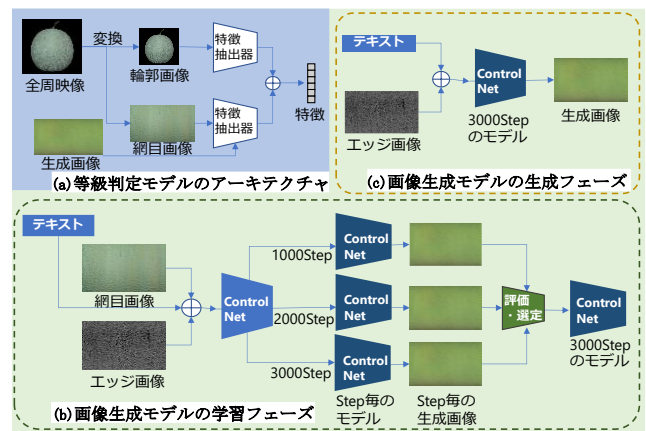 変換
全周映像
輪郭画像
特徴
抽出器
網目画像
特徴
抽出器
生成画像
特徴
(a)等級判定モデルのアーキテクチャ
テキスト
エッジ画像
Control
Net
3000Step
のモデル
生成画像
(c)画像生成モデルの生成フェーズ
テキスト
網目画像
エッジ画像
Control
Net
1000Step
2000Step
3000Step
Control
Net
Control
Net
Control
Net
Step毎の
モデル
Step毎の
生成画像
評価
・選定
Control
Net
3000Step
のモデル
(b)画像生成モデルの学習フェーズ